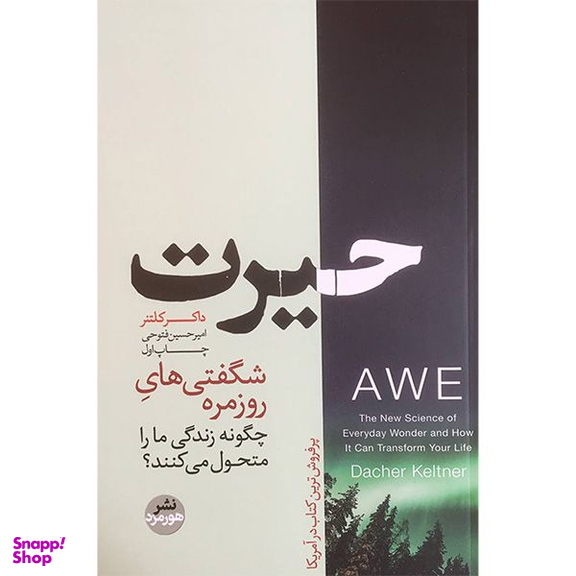 حیرت
داکر کلتنر
امیرحسین فتوحی
چاپ اول
شگفتی‌هایِ
روزمره
چگونه زندگی ما را
متحول می‌کنند؟
نشر
هورمزد
AWE
The New Science of
Everyday Wonder and How
It Can Transform Your Life
Dacher Keltner
پرفروش‌ترین کتاب در آمریکا
Snapp!
Shop